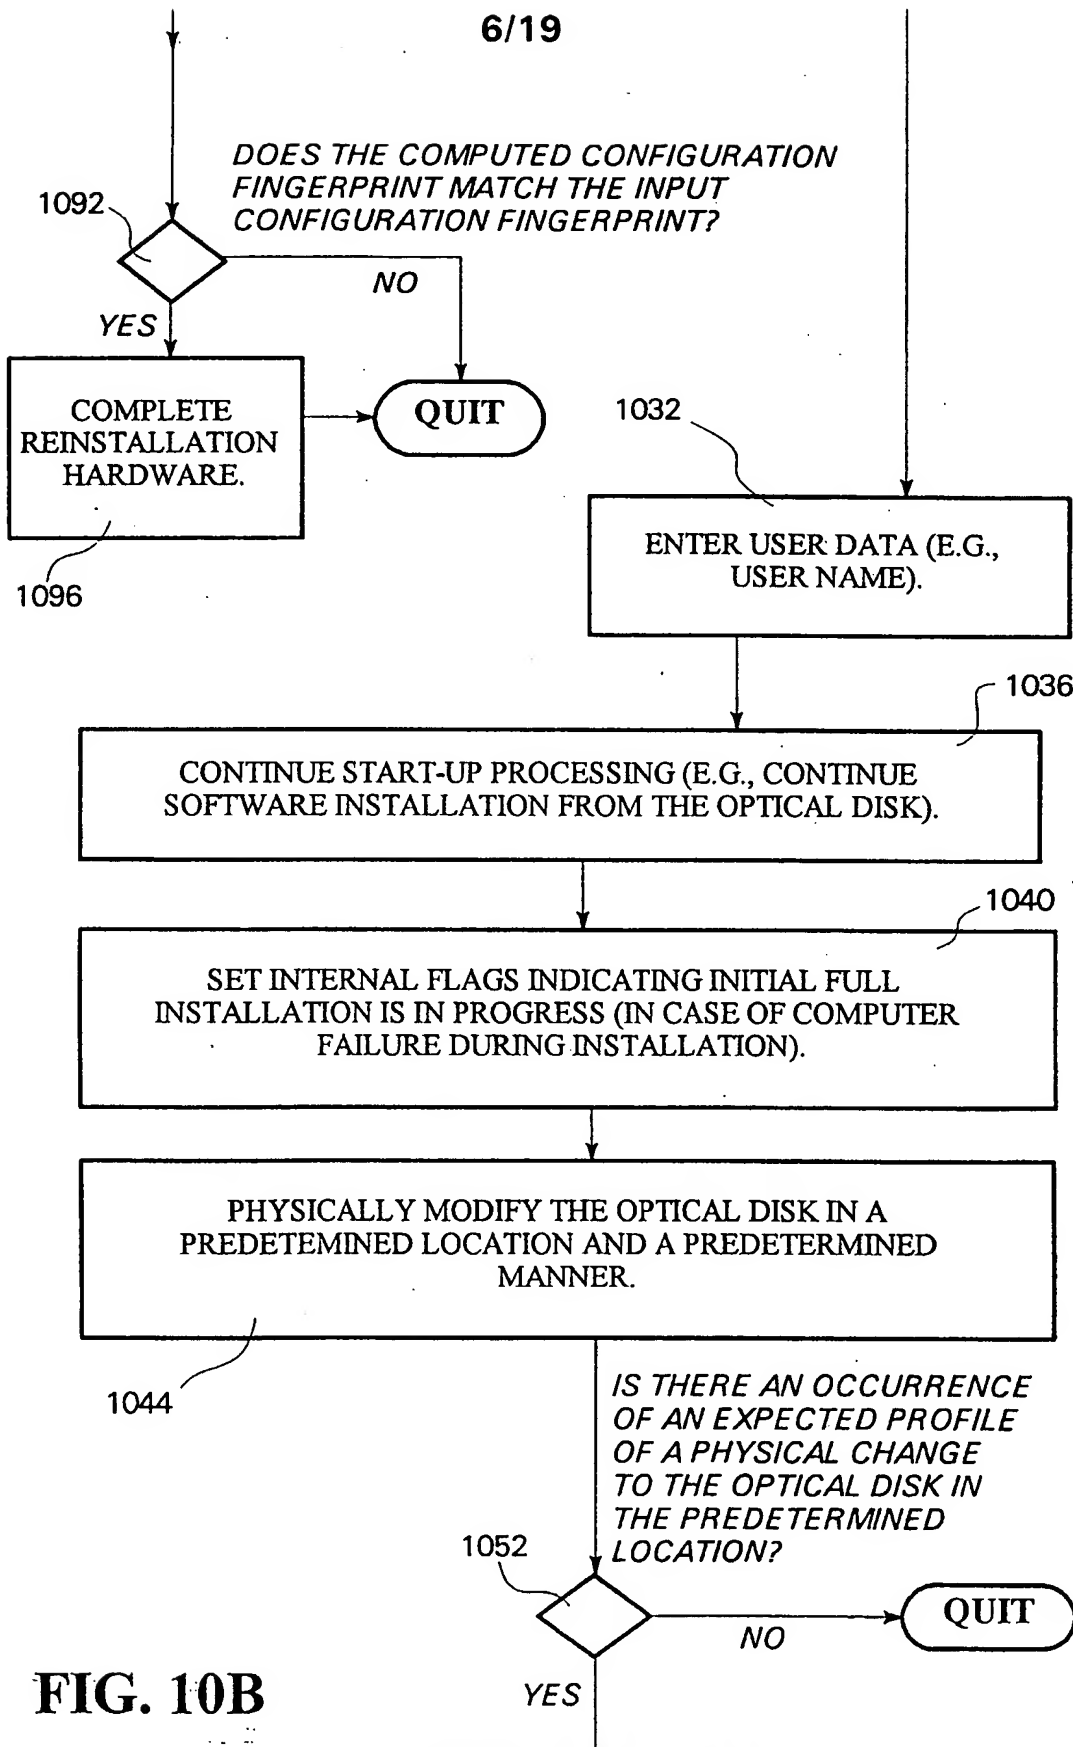 6/19
DOES THE COMPUTED CONFIGURATION
FINGERPRINT MATCH THE INPUT
CONFIGURATION FINGERPRINT?
1092
NO
YES
COMPLETE
REINSTALLATION
HARDWARE.
QUIT
1096
1032
ENTER USER DATA (E.G.,
USER NAME).
1036
CONTINUE START-UP PROCESSING (E.G., CONTINUE
SOFTWARE INSTALLATION FROM THE OPTICAL DISK).
1040
SET INTERNAL FLAGS INDICATING INITIAL FULL
INSTALLATION IS IN PROGRESS (IN CASE OF COMPUTER
FAILURE DURING INSTALLATION).
PHYSICALLY MODIFY THE OPTICAL DISK IN A
PREDETEMINED LOCATION AND A PREDETERMINED
MANNER.
1044
IS THERE AN OCCURRENCE
OF AN EXPECTED PROFILE
OF A PHYSICAL CHANGE
TO THE OPTICAL DISK IN
THE PREDETERMINED
LOCATION?
1052
NO
QUIT
YES
FIG. 10B